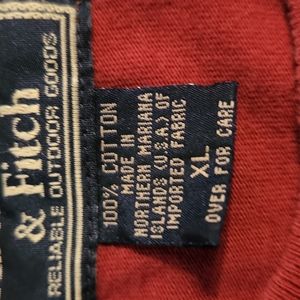 & Fitch
RELIABLE OUTDOOR GOODS
100% COTTON
MADE IN
NORTHERN MARIANA
ISLANDS (U.S.A.) OF
IMPORTED FABRIC
XL
OVER FOR CARE